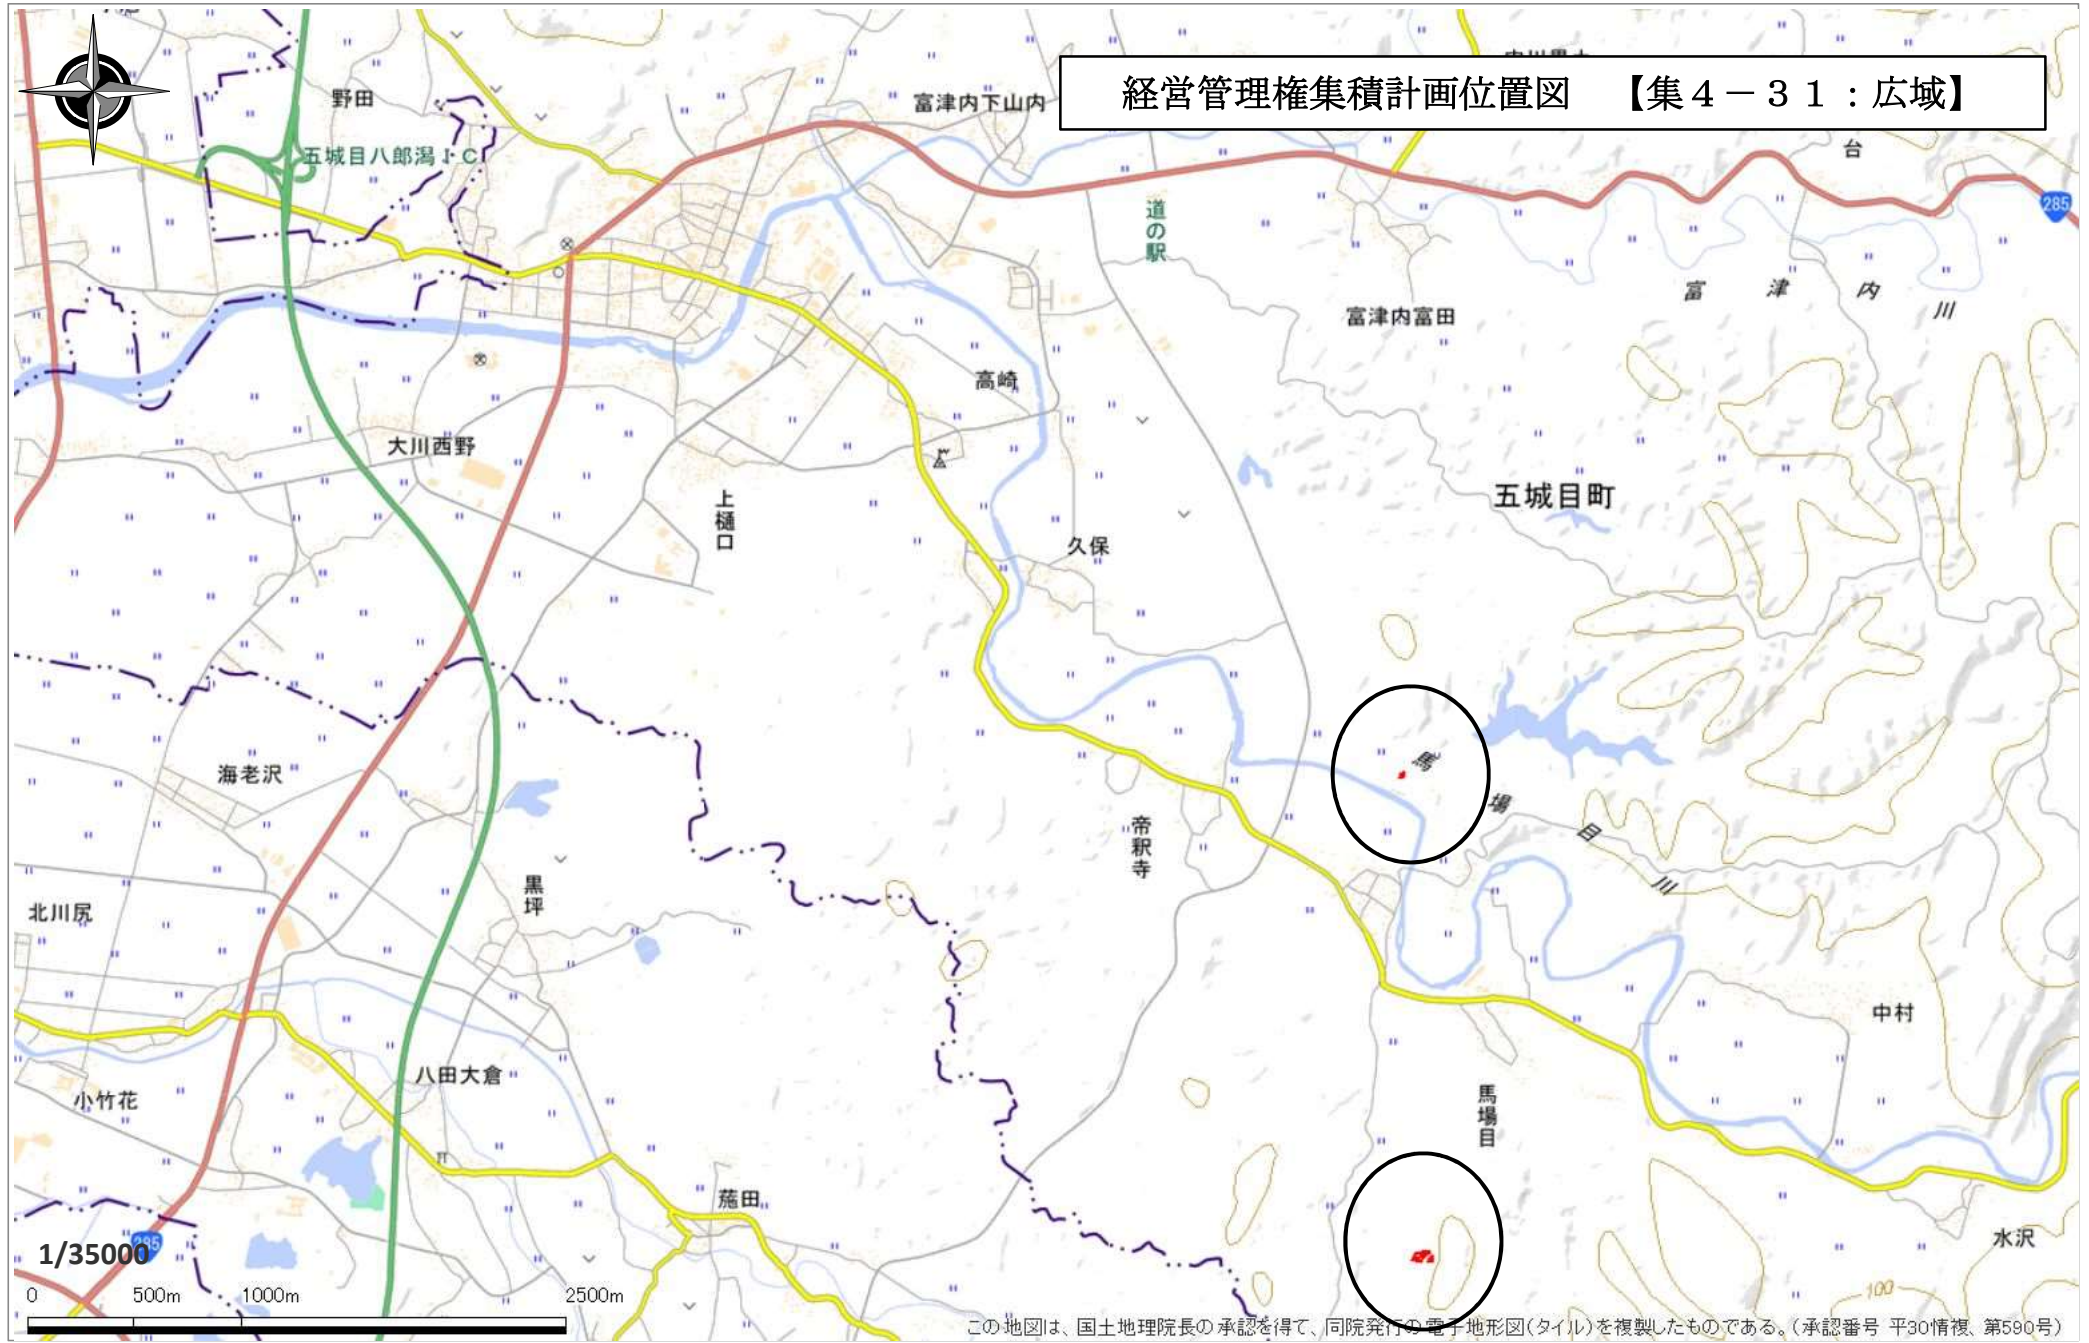 経営管理権集積計画位置図 【集4-31:広域】
野田
富津内下山内
五城目八郎潟I・C
台
道の駅
285
富津内川
富津内富田
高崎
大川西野
五城目町
上樋口
久保
馬場目川
海老沢
帝釈寺
黒坪
北川尻
中村
八田大倉
小竹花
馬場目
蓙田
水沢
100
285
1/35000
0 500m 1000m 2500m
この地図は、国土地理院長の承認を得て、同院発行の電子地形図(タイル)を複製したものである。(承認番号 平30情複、第590号)